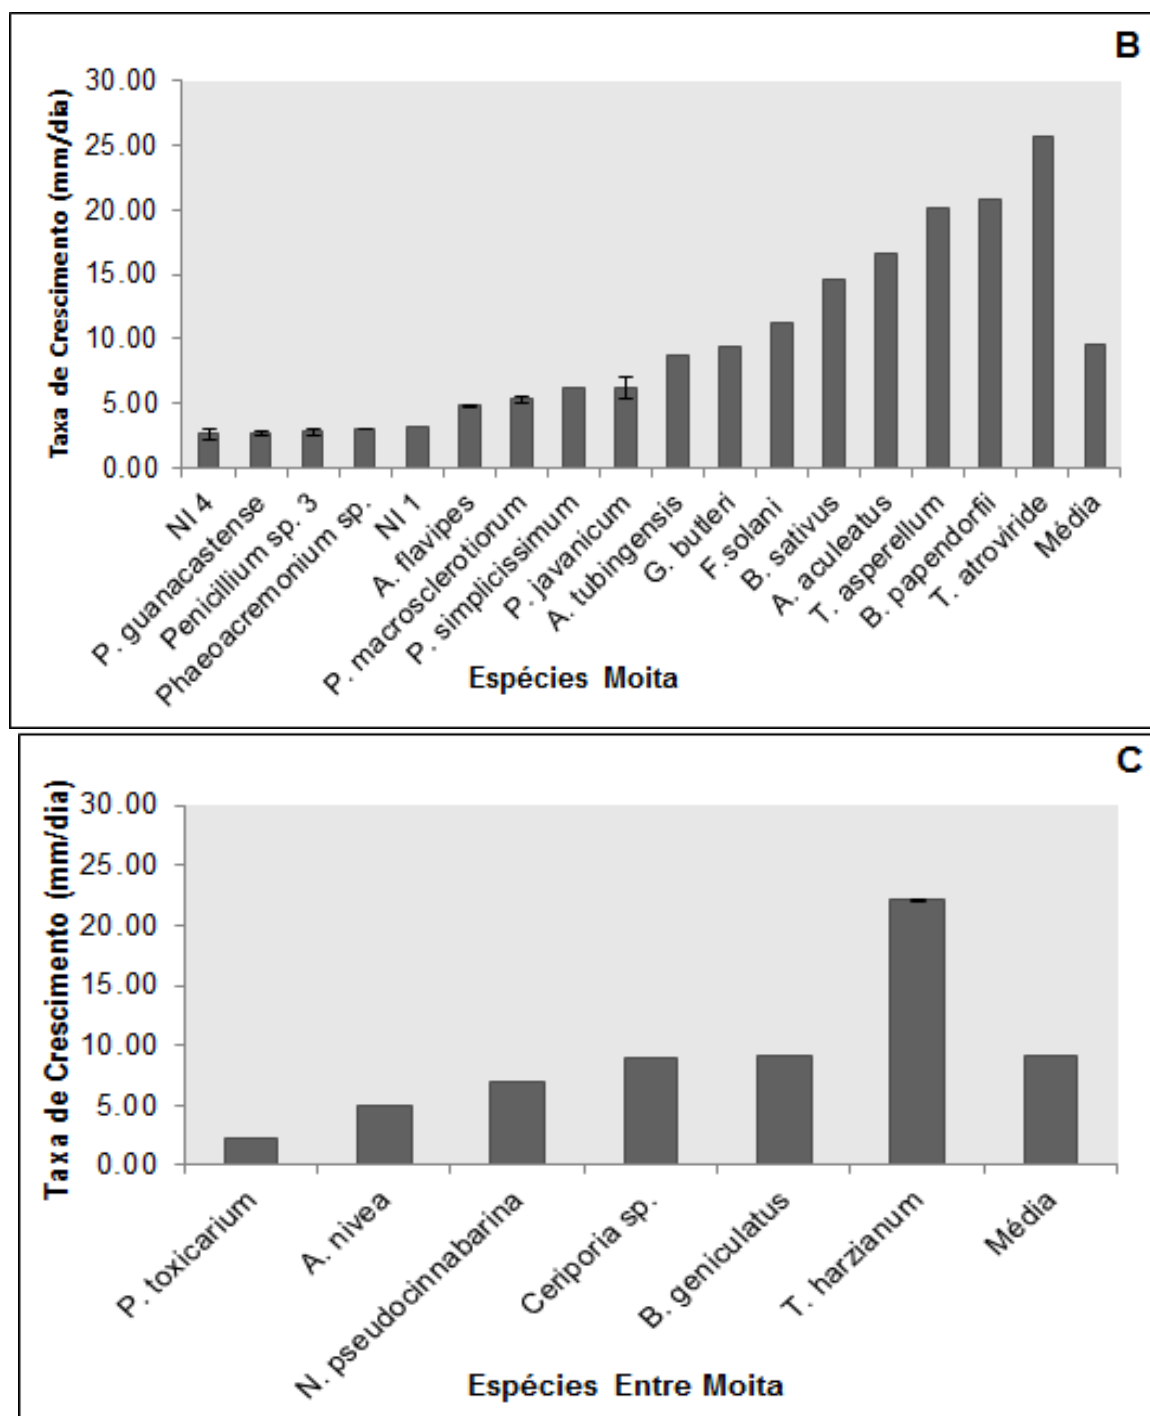 B
Taxa de Crescimento (mm/dia)
30.00
25.00
20.00
15.00
10.00
5.00
0.00
NI 4
P. guanacastense
Penicillium sp. 3
Phaeoacremonium sp.
NI 1
A. flavipes
P. macrosclerotiorum
P. simplicissimum
P. javanicum
A. tubingensis
G. butleri
F.solani
B. sativus
A. aculeatus
T. asperellum
B. papendorfii
T. atroviride
Média
Espécies Moita
C
Taxa de Crescimento (mm/dia)
30.00
25.00
20.00
15.00
10.00
5.00
0.00
P. toxicarium
A. nivea
N. pseudocinnabarina
Ceriporia sp.
B. geniculatus
T. harzianum
Média
Espécies Entre Moita